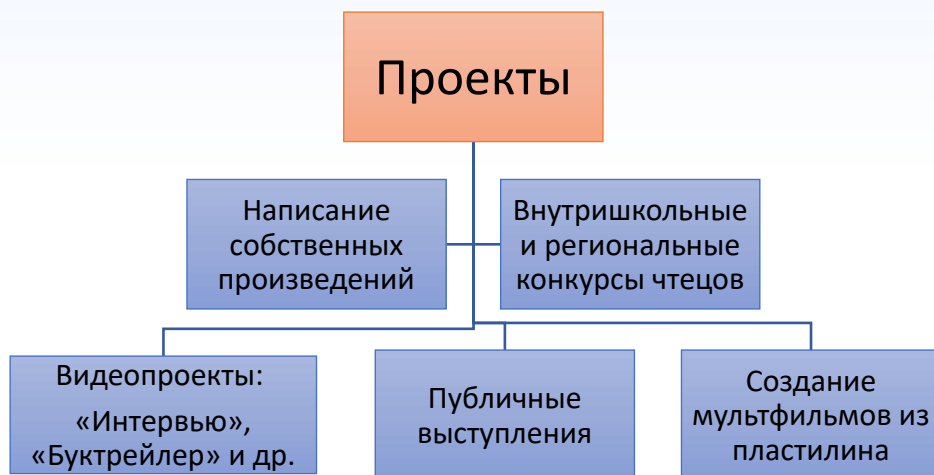 Проекты
Написание
собственных
произведений
Внутришкольные
и региональные
конкурсы чтецов
Видеопроекты:
«Интервью»,
«Буктрейлер» и др.
Публичные
выступления
Создание
мультфильмов из
пластилина